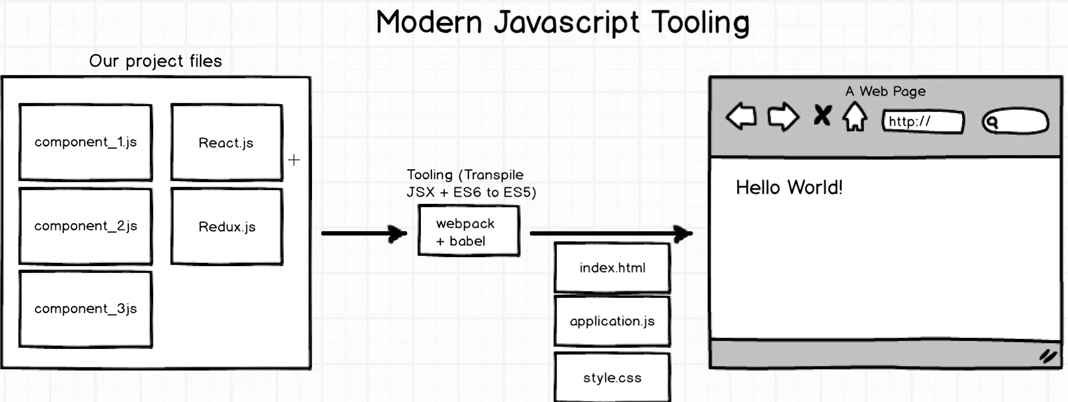 Modern Javascript Tooling
Our project files
component_1.js
React.js
component_2.js
Redux.js
component_3js
Tooling (Transpile
JSX + ES6 to ES5)
webpack
+ babel
index.html
application.js
style.css
A Web Page
http://
Hello World!